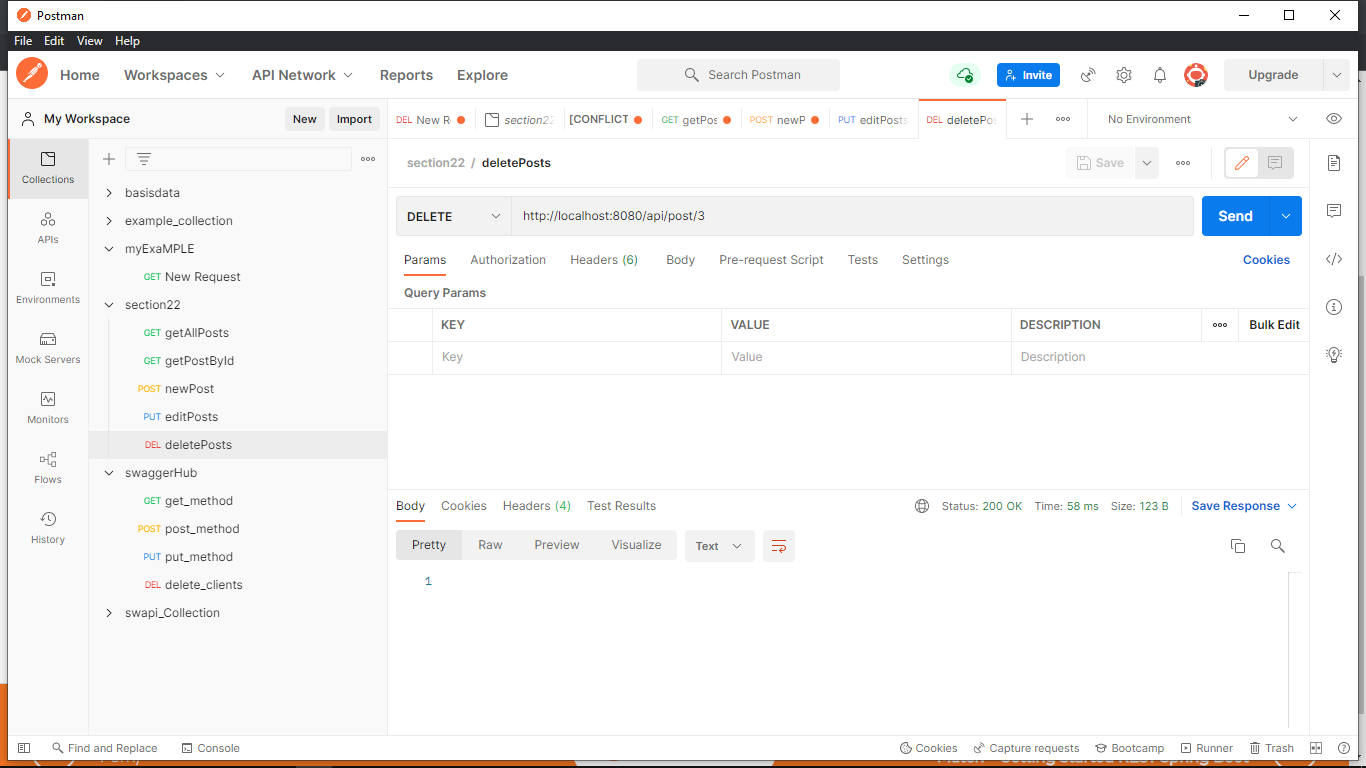 Postman
File Edit View Help
Home Workspaces API Network Reports Explore Search Postman Invite Upgrade
My Workspace New Import
DEL New R [CONFLICT GET getPos POST newP PUT editPosts DEL deletePos No Environment
section22
Collections
APIs
Environments
Mock Servers
Monitors
Flows
History
basisdata
example_collection
myExaMPLE
GET New Request
section22
GET getAllPosts
GET getPostById
POST newPost
PUT editPosts
DEL deletePosts
swaggerHub
GET get_method
POST post_method
PUT put_method
DEL delete_clients
swapi_Collection
section22 / deletePosts Save
DELETE http://localhost:8080/api/post/3 Send
Params Authorization Headers (6) Body Pre-request Script Tests Settings Cookies
Query Params
KEY VALUE DESCRIPTION Bulk Edit
Key Value Description
Body Cookies Headers (4) Test Results Status: 200 OK Time: 58 ms Size: 123 B Save Response
Pretty Raw Preview Visualize Text
1
Find and Replace Console Cookies Capture requests Bootcamp Runner Trash